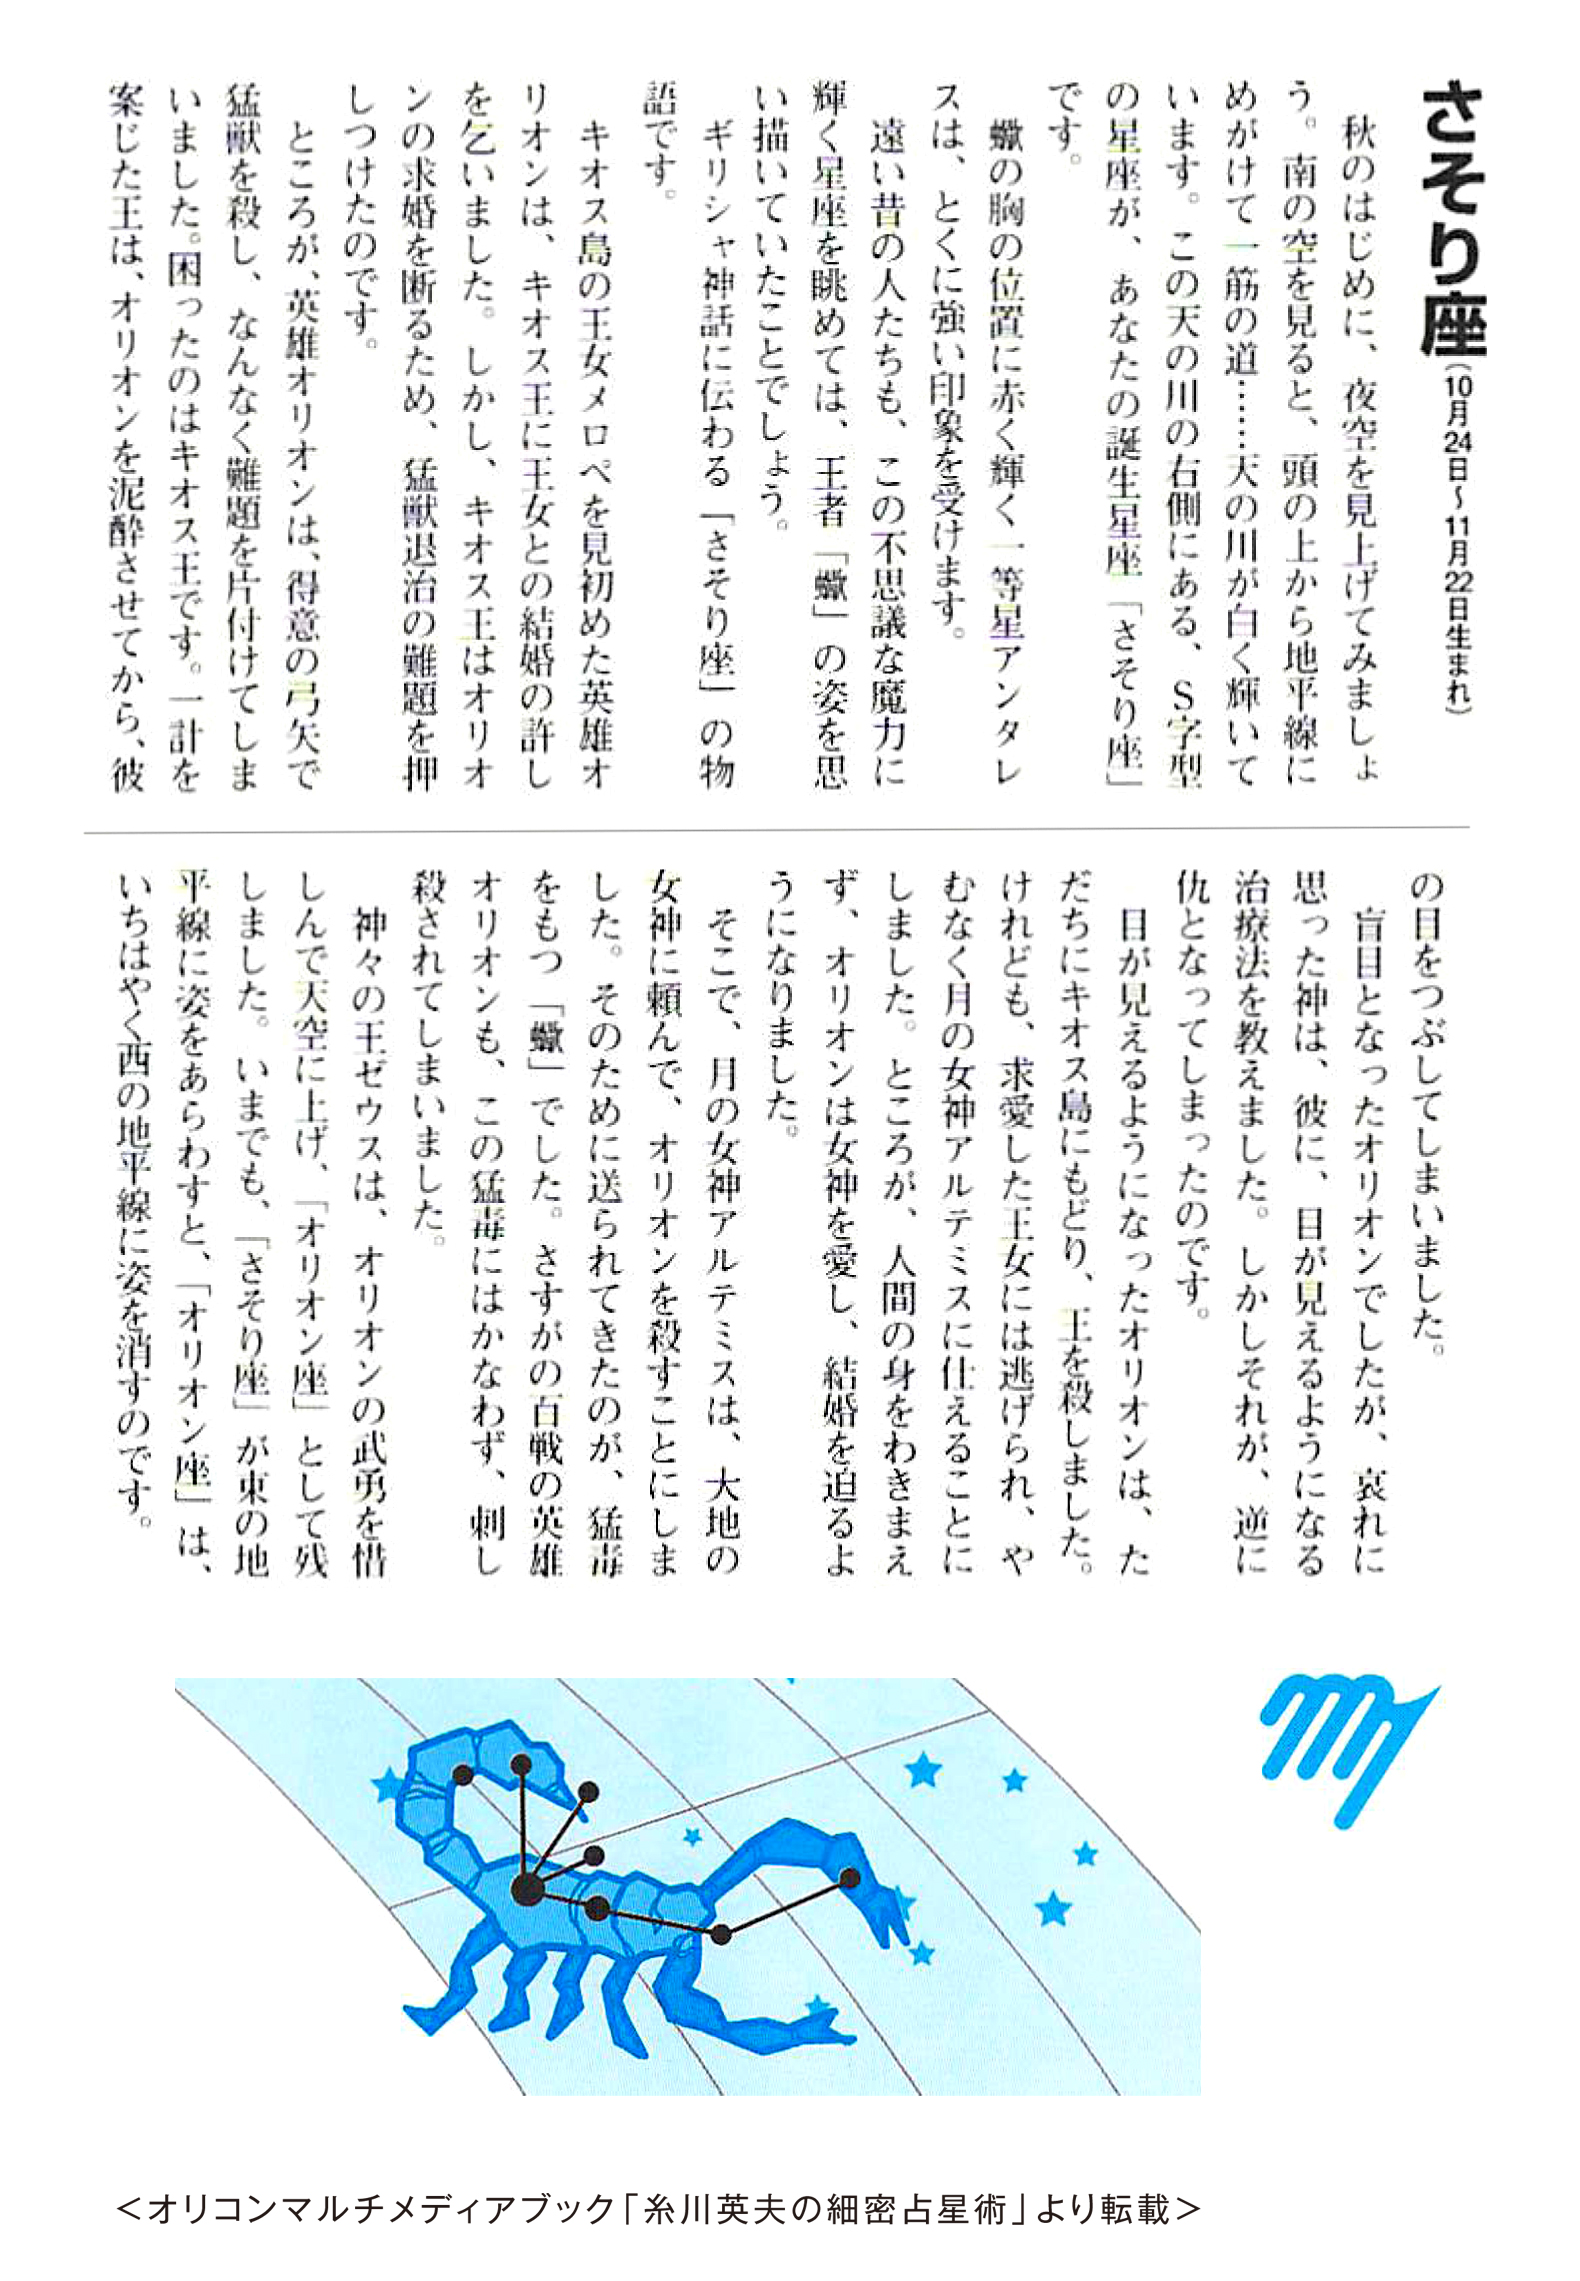 さそり座（10月24日～11月22日生まれ）
秋のはじめに、夜空を見上げてみましょ
う。南の空を見ると、頭の上から地平線に
めがけて一筋の道……天の川が白く輝いて
います。この天の川の右側にある、S字型
の星座が、あなたの誕生星座「さそり座」
です。
蠍の胸の位置に赤く輝く一等星アンタレ
スは、とくに強い印象を受けます。
遠い昔の人たちも、この不思議な魔力に
輝く星座を眺めては、王者「蠍」の姿を思
い描いていたことでしょう。
ギリシャ神話に伝わる「さそり座」の物
語です。
キオス島の王女メロペを見初めた英雄オ
リオンは、キオス王に王女との結婚の許し
を乞いました。しかし、キオス王はオリオ
ンの求婚を断るため、猛獣退治の難題を押
しつけたのです。
ところが、英雄オリオンは、得意の弓矢で
猛獣を殺し、なんなく難題を片付けてしま
いました。困ったのはキオス王です。一計を
案じた王は、オリオンを泥酔させてから、彼
の目をつぶしてしまいました。
盲目となったオリオンでしたが、哀れに
思った神は、彼に、目が見えるようになる
治療法を教えました。しかしそれが、逆に
仇となってしまったのです。
目が見えるようになったオリオンは、た
だちにキオス島にもどり、王を殺しました。
けれども、求愛した王女には逃げられ、や
むなく月の女神アルテミスに仕えることに
しました。ところが、人間の身をわきまえ
ず、オリオンは女神を愛し、結婚を迫るよ
うになりました。
そこで、月の女神アルテミスは、大地の
女神に頼んで、オリオンを殺すことにしま
した。そのために送られてきたのが、猛毒
をもつ「蠍」でした。さすがの百戦の英雄
オリオンも、この猛毒にはかなわず、刺し
殺されてしまいました。
神々の王ゼウスは、オリオンの武勇を惜
しんで天空に上げ、「オリオン座」として残
しました。いまでも、「さそり座」が東の地
平線に姿をあらわすと、「オリオン座」は、
いちはやく西の地平線に姿を消すのです。
＜オリコンマルチメディアブック「糸川英夫の細密占星術」より転載＞